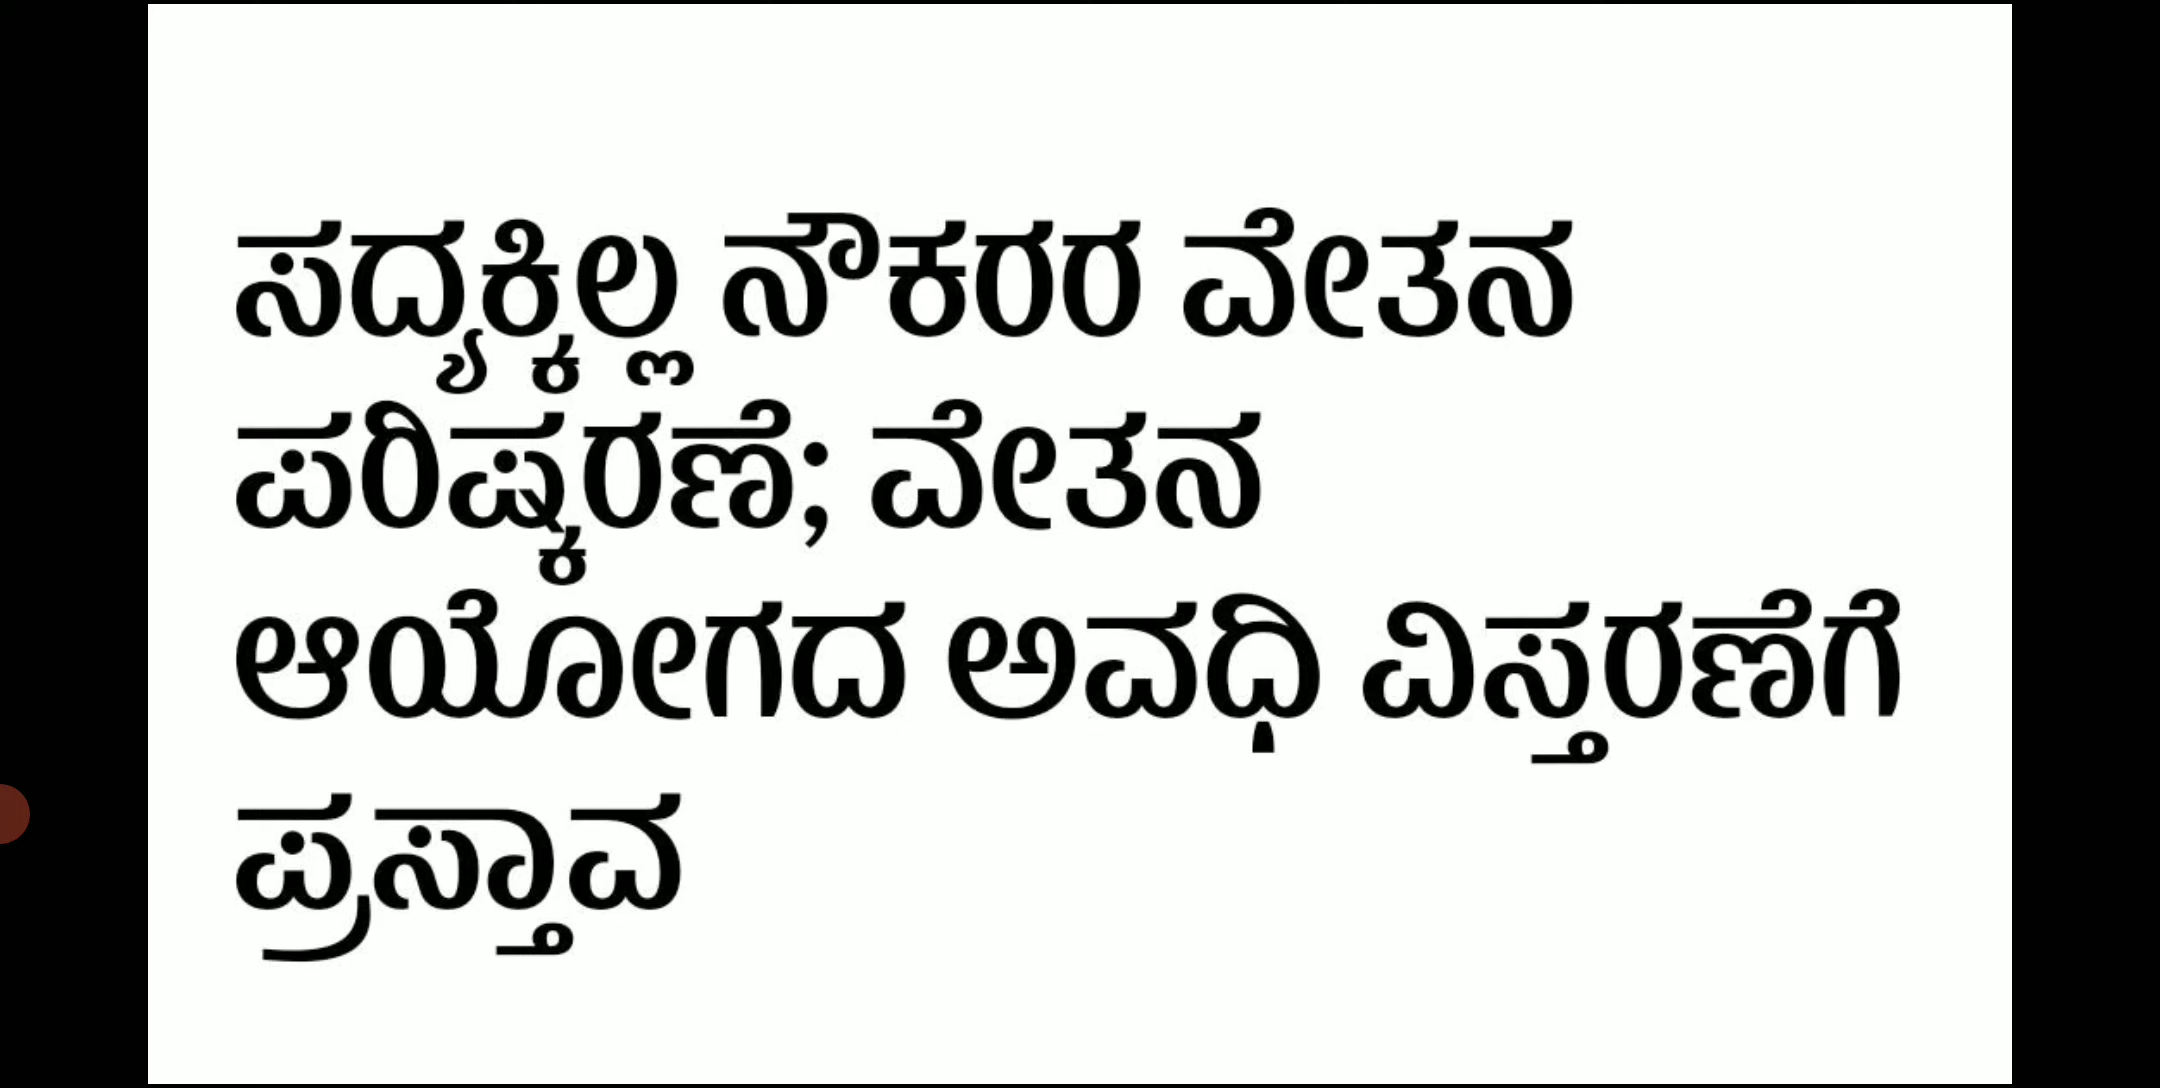 ಸದ್ಯಕ್ಕಿಲ್ಲ ನೌಕರರ ವೇತನ
ಪರಿಷ್ಕರಣೆ; ವೇತನ
ಆಯೋಗದ ಅವಧಿ ವಿಸ್ತರಣೆಗೆ
ಪ್ರಸ್ತಾವ